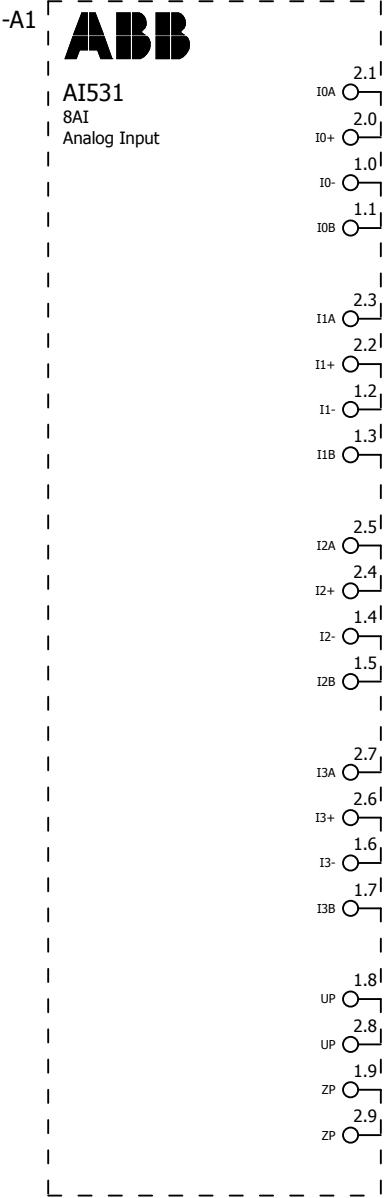 -A1
ABB
AI531
8AI
Analog Input
I0A 2.1
I0+ 2.0
I0- 1.0
I0B 1.1
I1A 2.3
I1+ 2.2
I1- 1.2
I1B 1.3
I2A 2.5
I2+ 2.4
I2- 1.4
I2B 1.5
I3A 2.7
I3+ 2.6
I3- 1.6
I3B 1.7
UP 1.8
UP 2.8
ZP 1.9
ZP 2.9